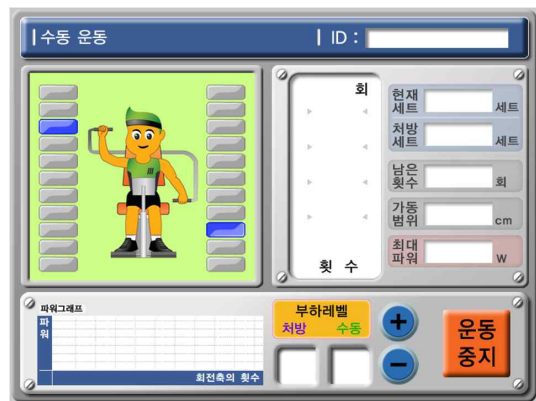 수동 운동
ID :
회
횟 수
현재
세트
세트
처방
세트
세트
남은
횟수
회
가동
범위
cm
최대
파워
W
파워그래프
파
워
회전축의 횟수
부하레벨
처방 수동
+
-
운동
중지